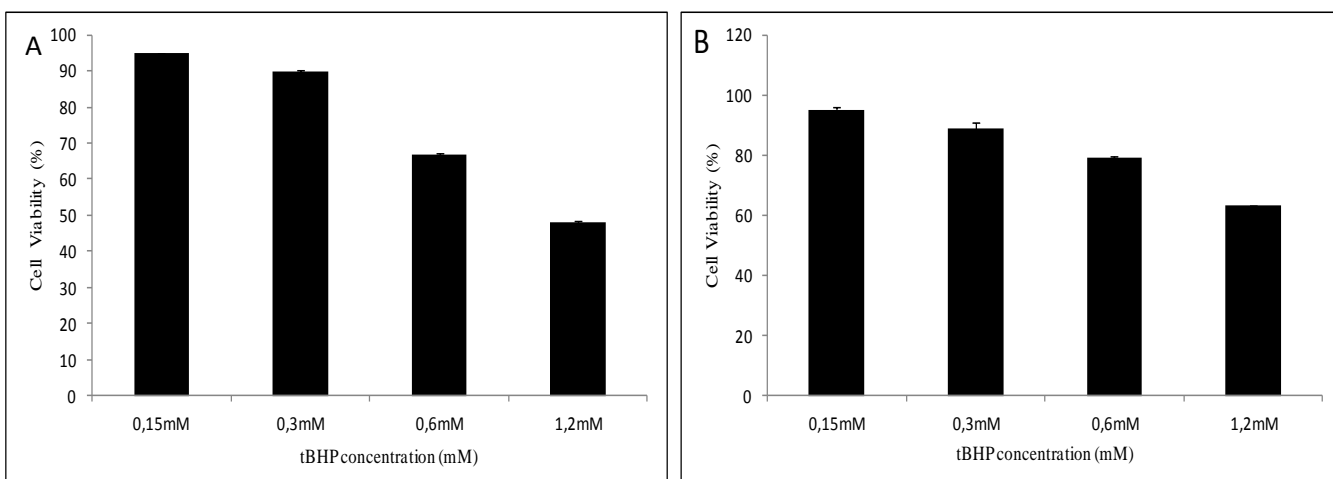 A
Cell Viability (%)
100
90
80
70
60
50
40
30
20
10
0
0,15mM 0,3mM 0,6mM 1,2mM
tBHP concentration (mM)
B
Cell Viability (%)
120
100
80
60
40
20
0
0,15mM 0,3mM 0,6mM 1,2mM
tBHP concentration (mM)